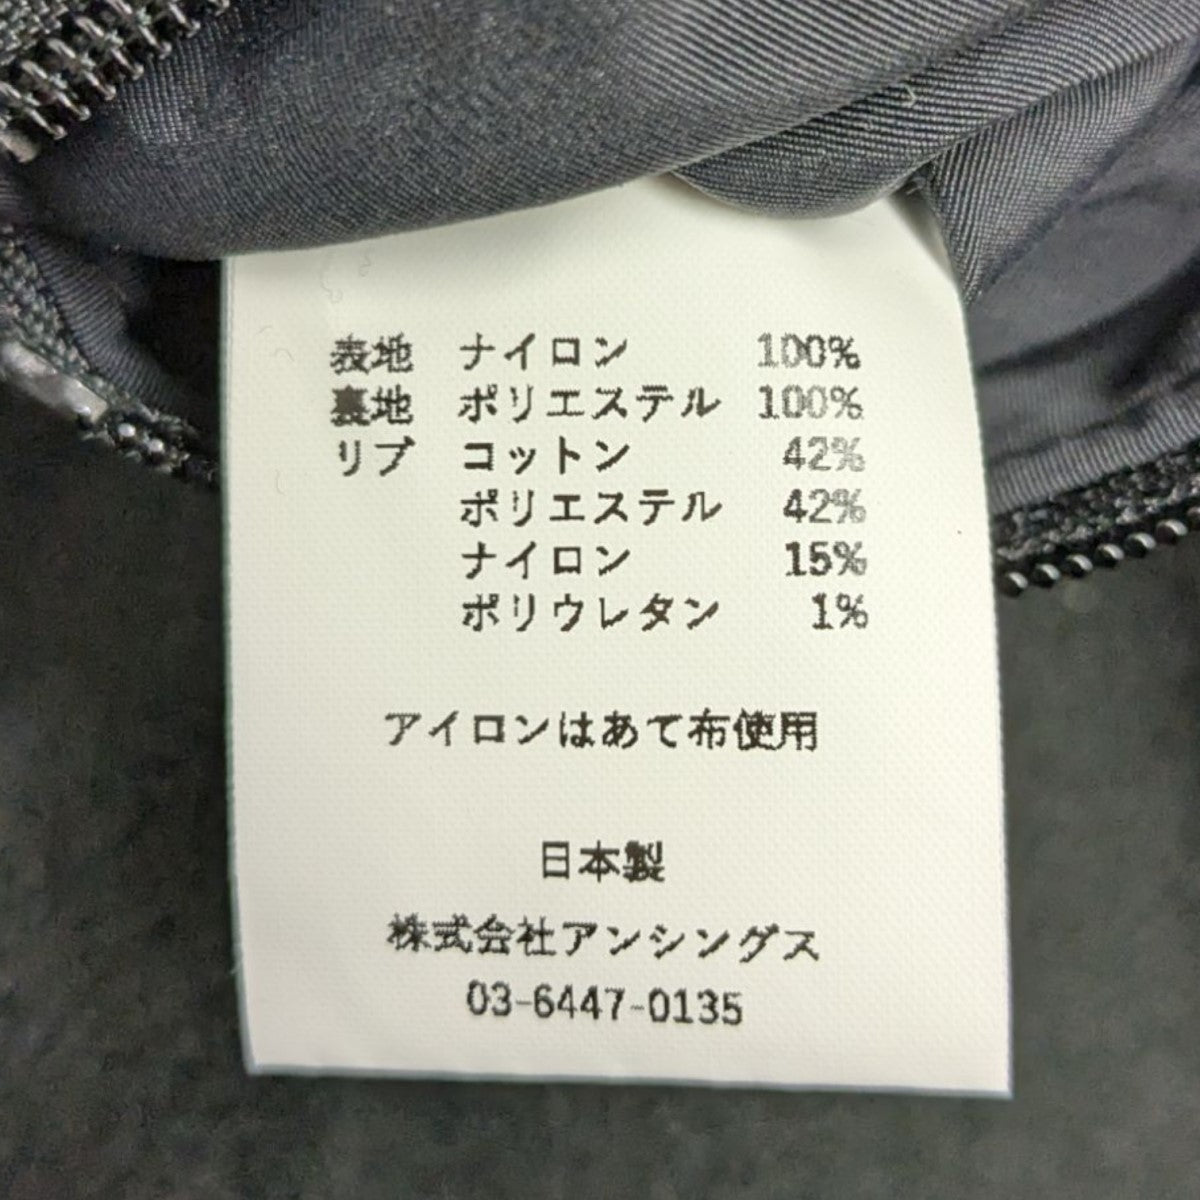 表地 ナイロン 100%
裏地 ポリエステル 100%
リブ コットン 42%
ポリエステル 42%
ナイロン 15%
ポリウレタン 1%
アイロンはあて布使用
日本製
株式会社アンシングス
03-6447-0135